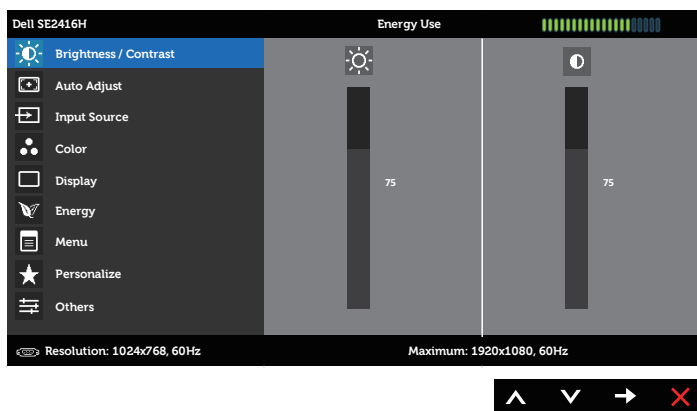 Dell SE2416H Energy Use
Brightness / Contrast
Auto Adjust
Input Source
Color
Display 75 75
Energy
Menu
Personalize
Others
Resolution: 1024x768, 60Hz Maximum: 1920x1080, 60Hz